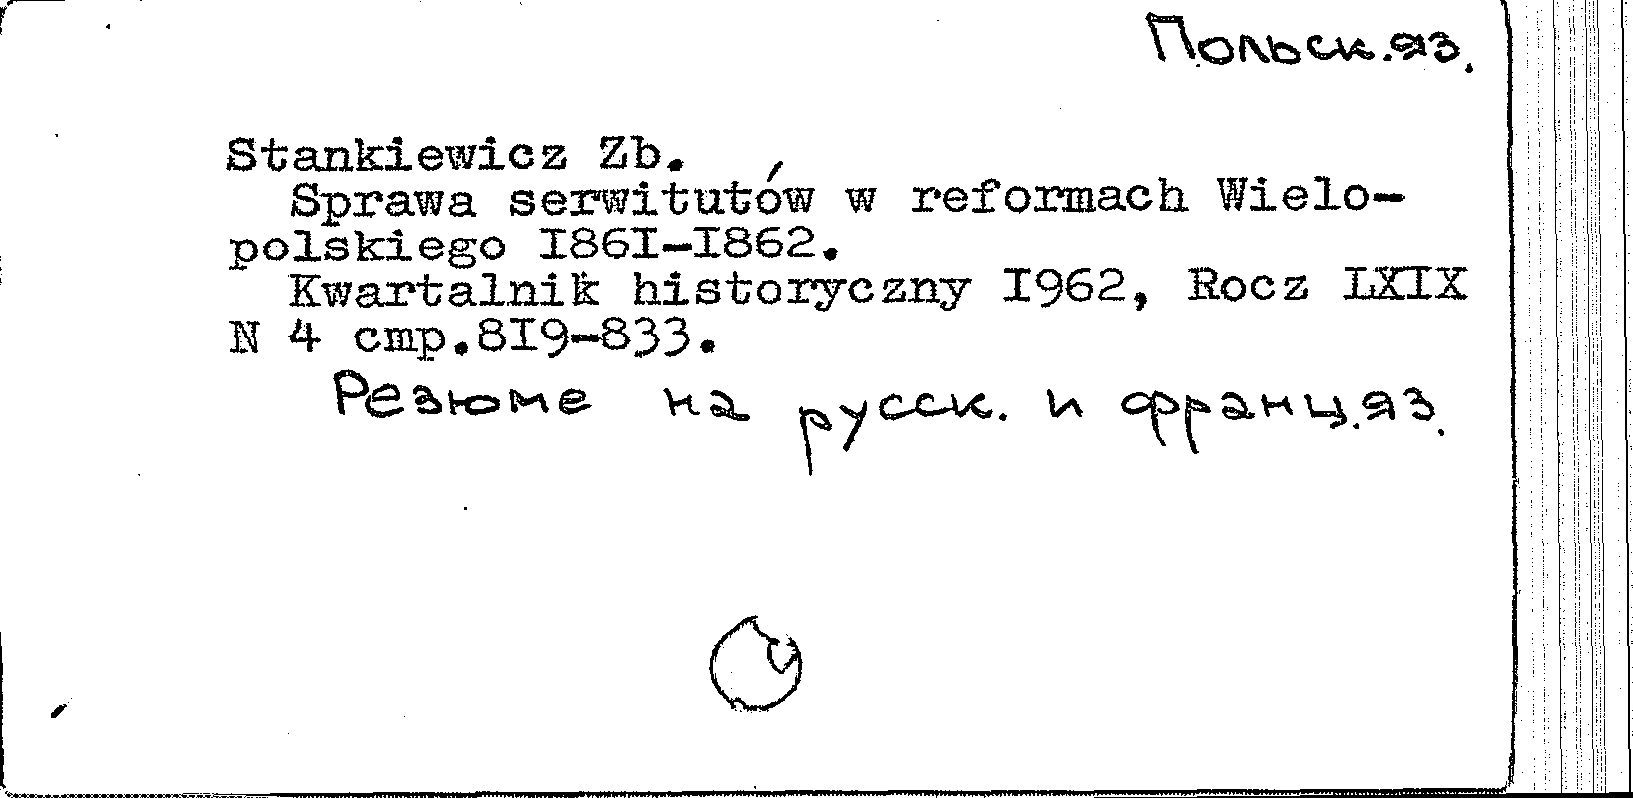 Польск.яз.
Stankiewicz Zb.
Sprawa serwitutów w reformach Wielo-
polskiego I86I-I862.
Kwartalnik historyczny I962, Rocz LXIX
N 4 cmp.8I9-833.
Резюме на русск. и франц.яз.